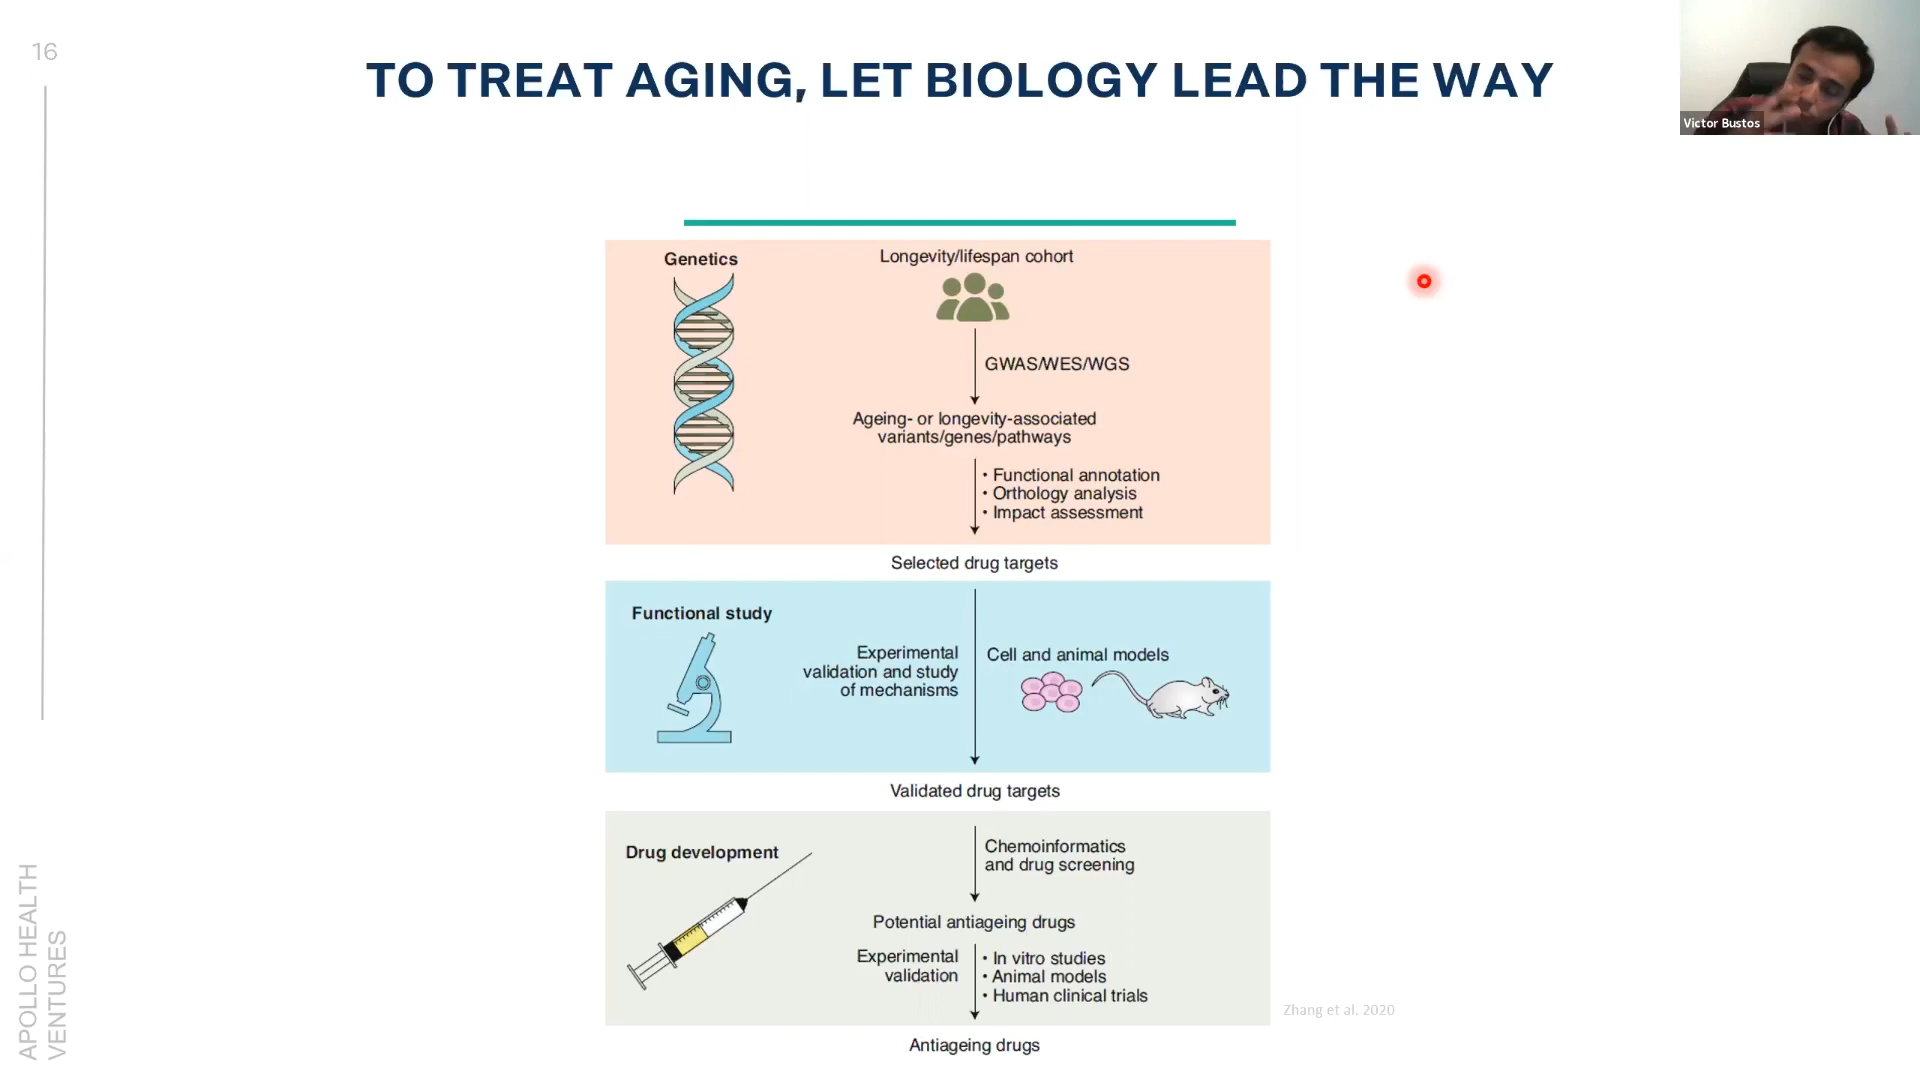 16
TO TREAT AGING, LET BIOLOGY LEAD THE WAY
Victor Bustos
Genetics
Longevity/lifespan cohort
GWAS/WES/WGS
Ageing- or longevity-associated
variants/genes/pathways
• Functional annotation
• Orthology analysis
• Impact assessment
Selected drug targets
Functional study
Experimental
validation and study
of mechanisms
Cell and animal models
Validated drug targets
Drug development
Chemoinformatics
and drug screening
Potential antiageing drugs
Experimental
validation
• In vitro studies
• Animal models
• Human clinical trials
Antiageing drugs
Zhang et al. 2020
APOLLO HEALTH
VENTURES